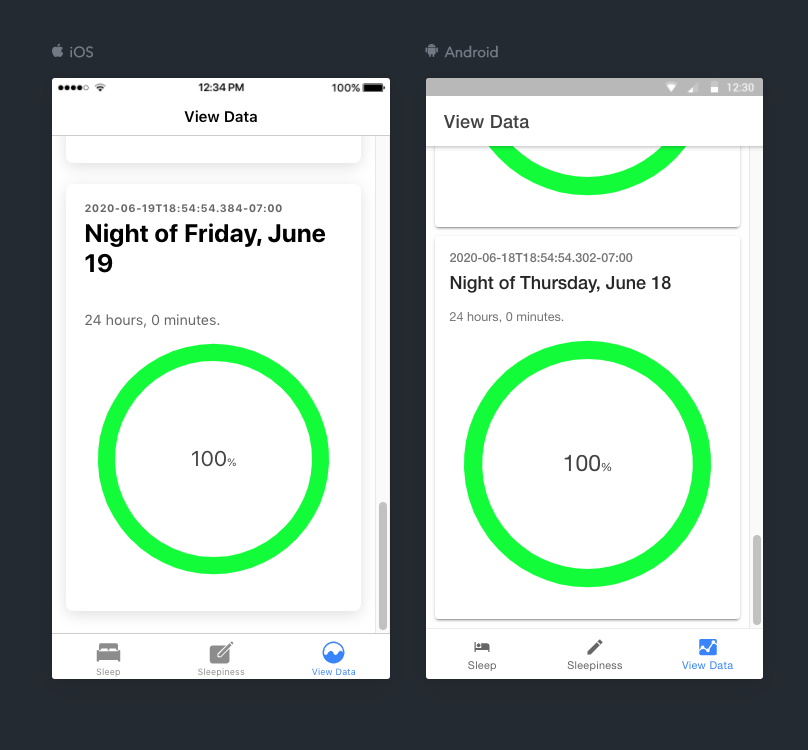 iOS
12:34 PM
100%
View Data
2020-06-19T18:54:54.384-07:00
Night of Friday, June
19
24 hours, 0 minutes.
100%
Sleep
Sleepiness
View Data
Android
12:30
View Data
2020-06-18T18:54:54.302-07:00
Night of Thursday, June 18
24 hours, 0 minutes.
100%
Sleep
Sleepiness
View Data